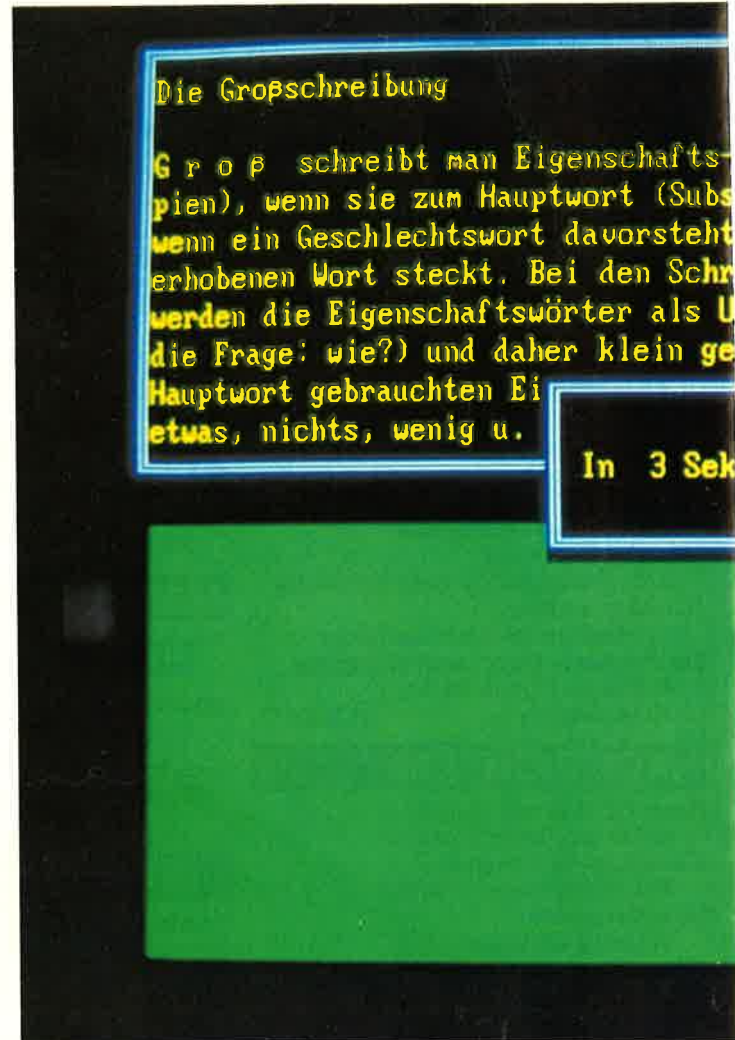 Die Großschreibung
G r o ß schreibt man Eigenschafts-
pien), wenn sie zum Hauptwort (Subs
wenn ein Geschlechtswort davorsteht
erhobenen Wort steckt. Bei den Schr
werden die Eigenschaftswörter als U
die Frage: wie?) und daher klein ge
Hauptwort gebrauchten Ei
etwas, nichts, wenig u.
In 3 Sek